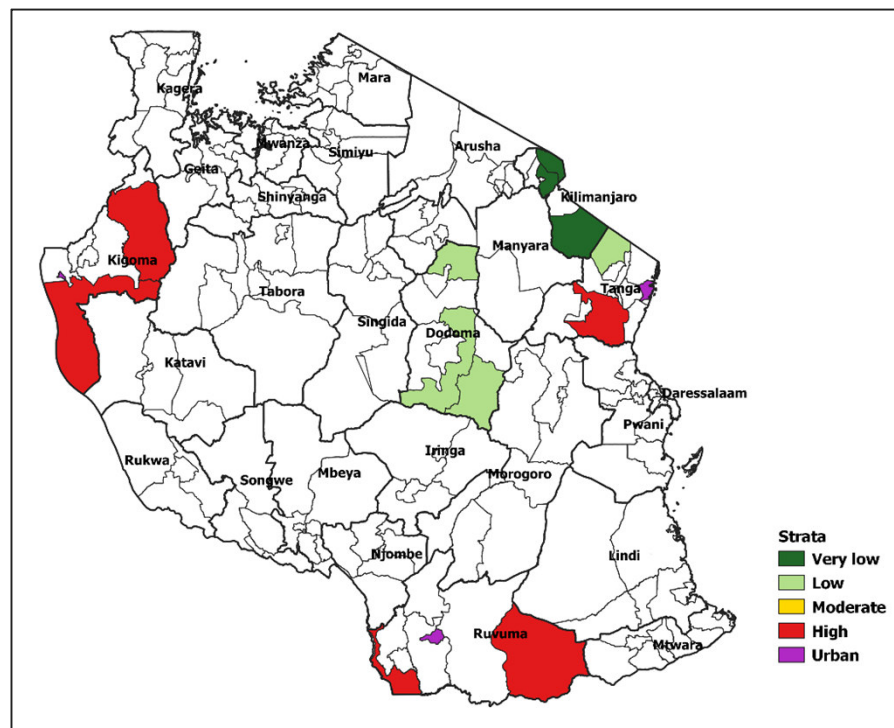 Kagera
Mara
Mwanza
Simiyu
Arusha
Geita
Shinyanga
Kilimanjaro
Manyara
Kigoma
Tabora
Tanga
Singida
Dodoma
Katavi
Daressalaam
Pwani
Iringa
Rukwa
Mbeya
Morogoro
Songwe
Njombe
Lindi
Ruvuma
Mtwara
Strata
Very low
Low
Moderate
High
Urban